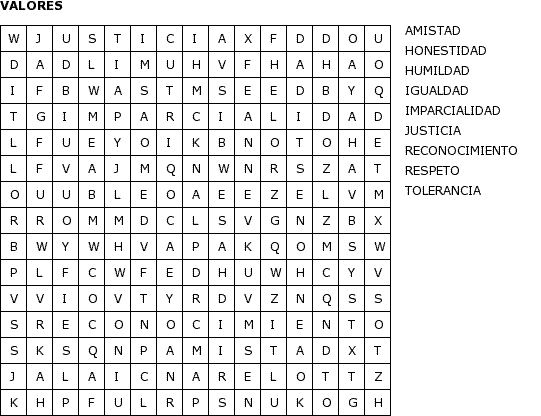 VALORES
W J U S T I C I A X F D D O U
D A D L I M U H V F H A H A O
I F B W A S T M S E E D B Y Q
T G I M P A R C I A L I D A D
L F U E Y O I K B N O T O H E
L F V A J M Q N W N R S Z A T
O U U B L E O A E E Z E L V M
R R O M M D C L S V G N Z B X
B W Y W H V A P A K Q O M S W
P L F C W F E D H U W H C Y V
V V I O V T Y R D V Z N Q S S
S R E C O N O C I M I E N T O
S K S Q N P A M I S T A D X T
J A L A I C N A R E L O T T Z
K H P F U L R P S N U K O G H
AMISTAD
HONESTIDAD
HUMILDAD
IGUALDAD
IMPARCIALIDAD
JUSTICIA
RECONOCIMIENTO
RESPETO
TOLERANCIA